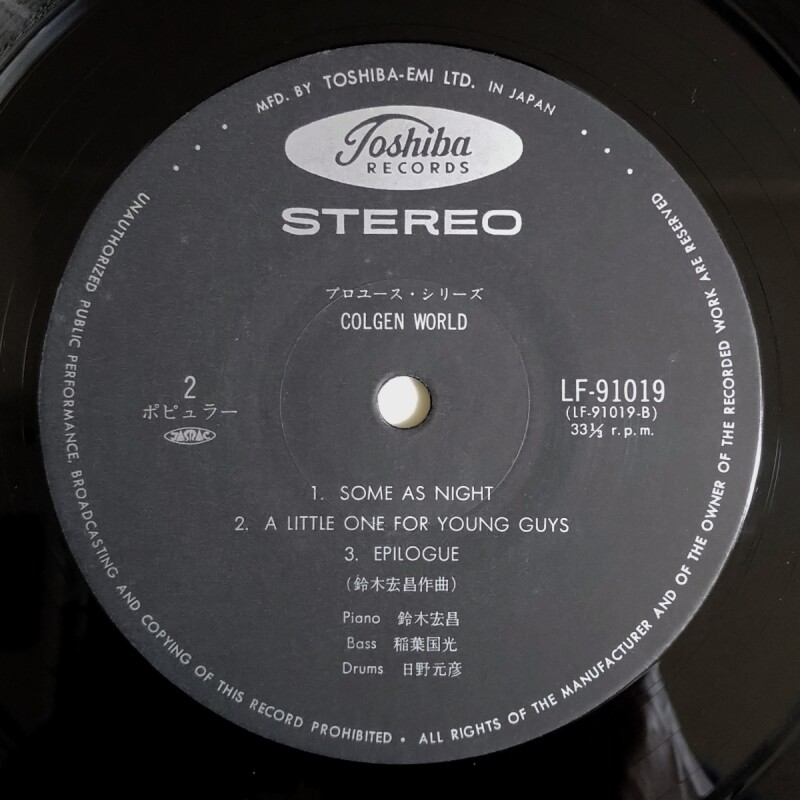 MFD. BY TOSHIBA-EMI LTD. IN JAPAN
Toshiba
RECORDS
STEREO
プロユース・シリーズ
COLGEN WORLD
2
ポピュラー
JASRAC
LF-91019
(LF-91019-B)
33⅓ r.p.m.
1. SOME AS NIGHT
2. A LITTLE ONE FOR YOUNG GUYS
3. EPILOGUE
(鈴木宏昌作曲)
Piano 鈴木宏昌
Bass 稲葉国光
Drums 日野元彦
UNAUTHORIZED PUBLIC PERFORMANCE, BROADCASTING AND COPYING OF THIS RECORD PROHIBITED • ALL RIGHTS OF THE MANUFACTURER AND OF THE OWNER OF THE RECORDED WORK ARE RESERVED